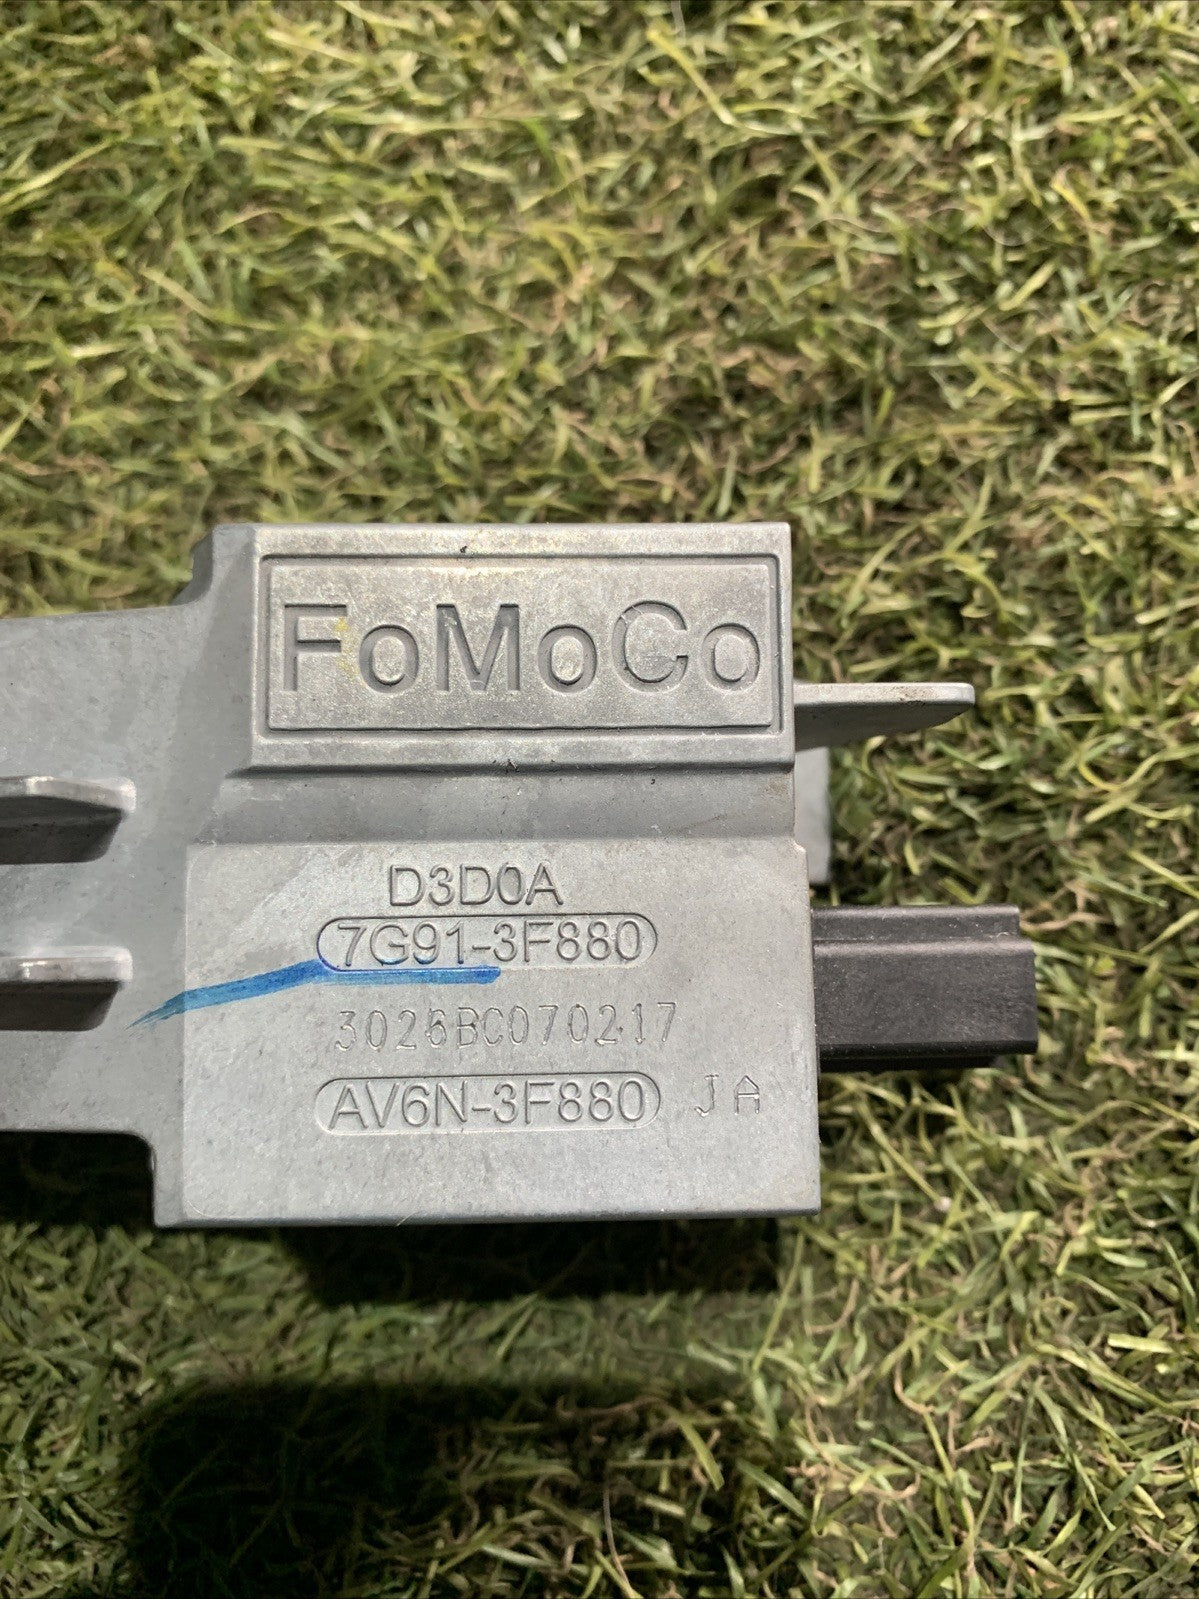 FoMoCo
D3D0A
7G91-3F880
3026BC070217
AV6N-3F880 JA